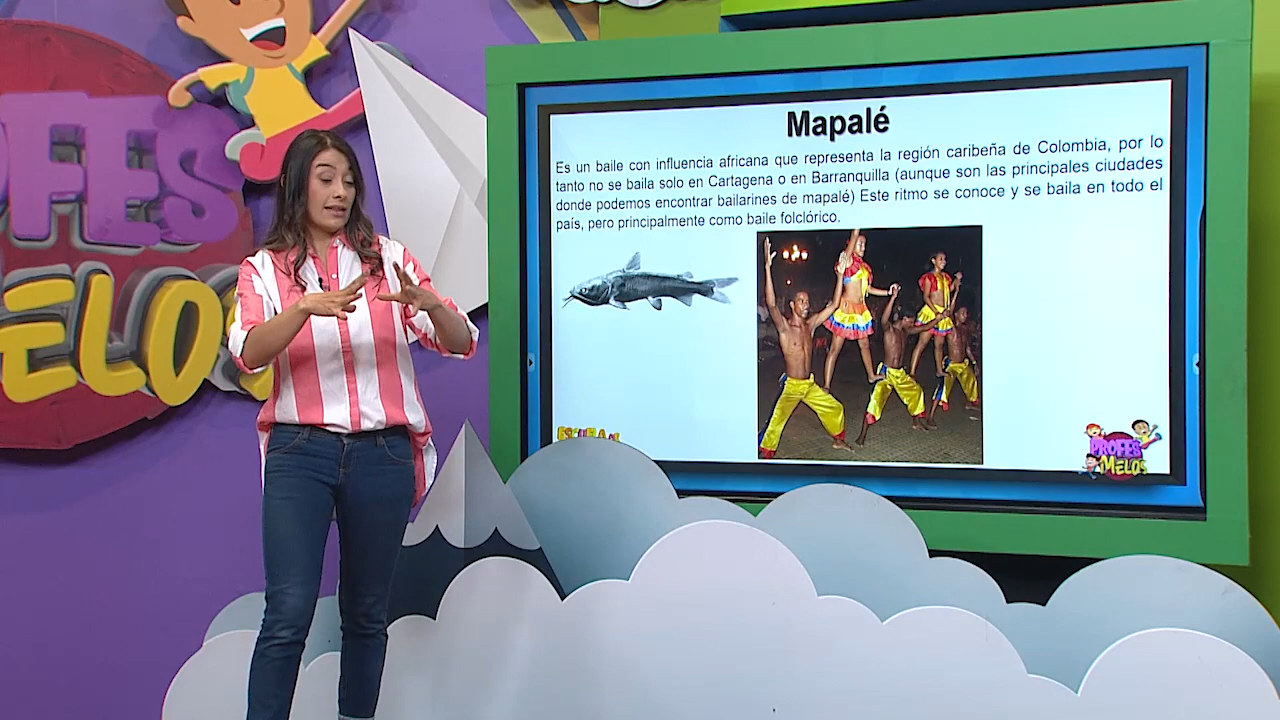 PROFES
MELOS
Mapalé
Es un baile con influencia africana que representa la región caribeña de Colombia, por lo
tanto no se baila solo en Cartagena o en Barranquilla (aunque son las principales ciudades
donde podemos encontrar bailarines de mapalé) Este ritmo se conoce y se baila en todo el
país, pero principalmente como baile folclórico.
PROFES
MELOS